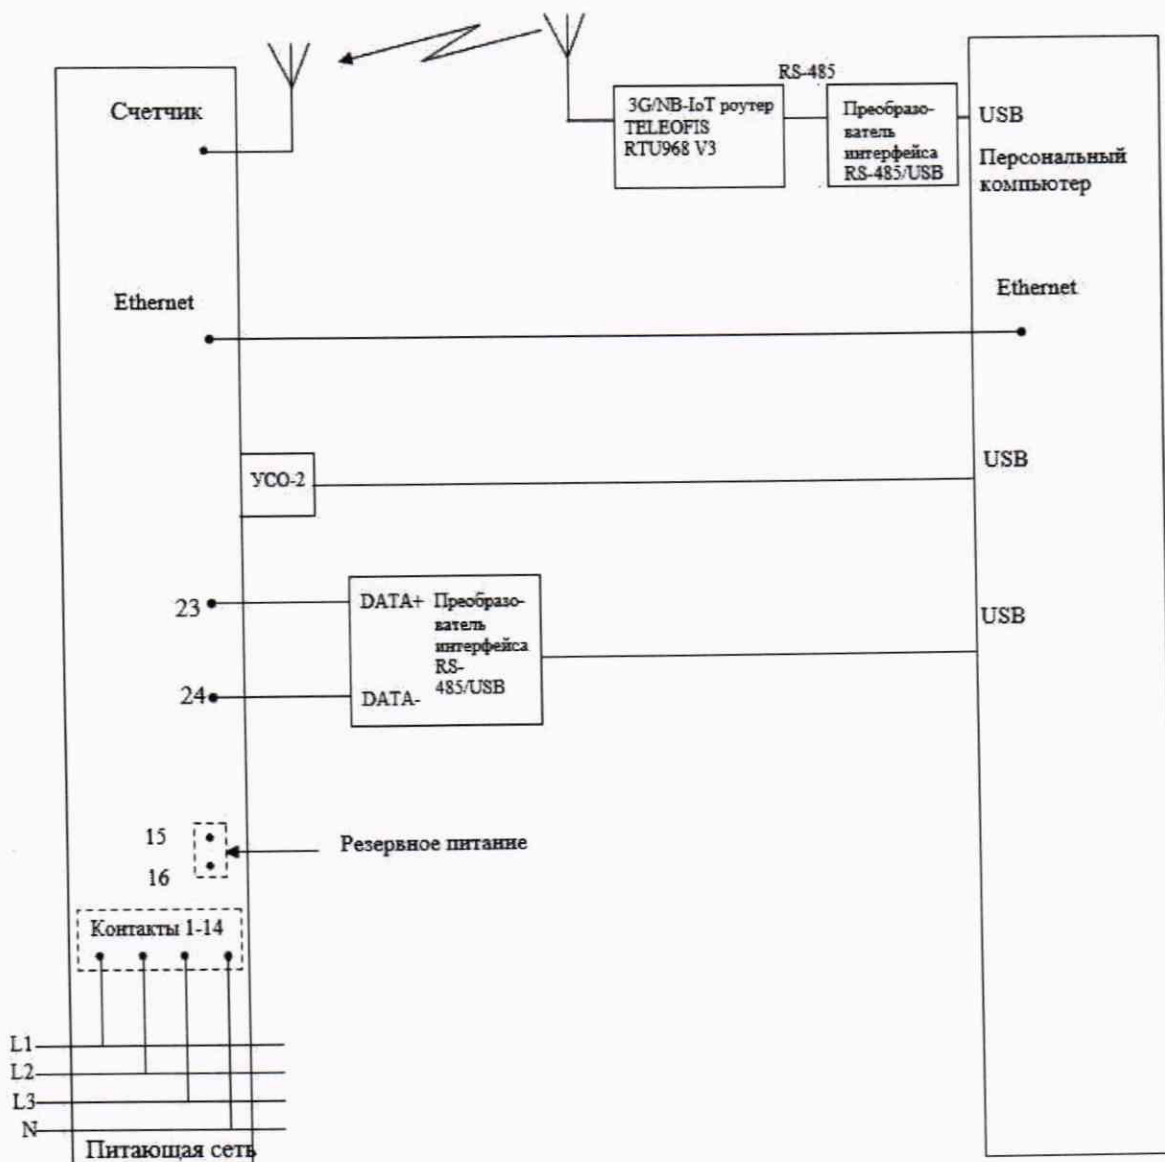 Счетчик
RS-485
3G/NB-IoT роутер
TELEOFIS
RTU968 V3
Преобразо-
ватель
интерфейса
RS-485/USB
USB
Персональный
компьютер
Ethernet
Ethernet
УСО-2
USB
23
24
DATA+
DATA-
Преобразо-
ватель
интерфейса
RS-
485/USB
USB
15
16
Резервное питание
Контакты 1-14
L1
L2
L3
N
Питающая сеть